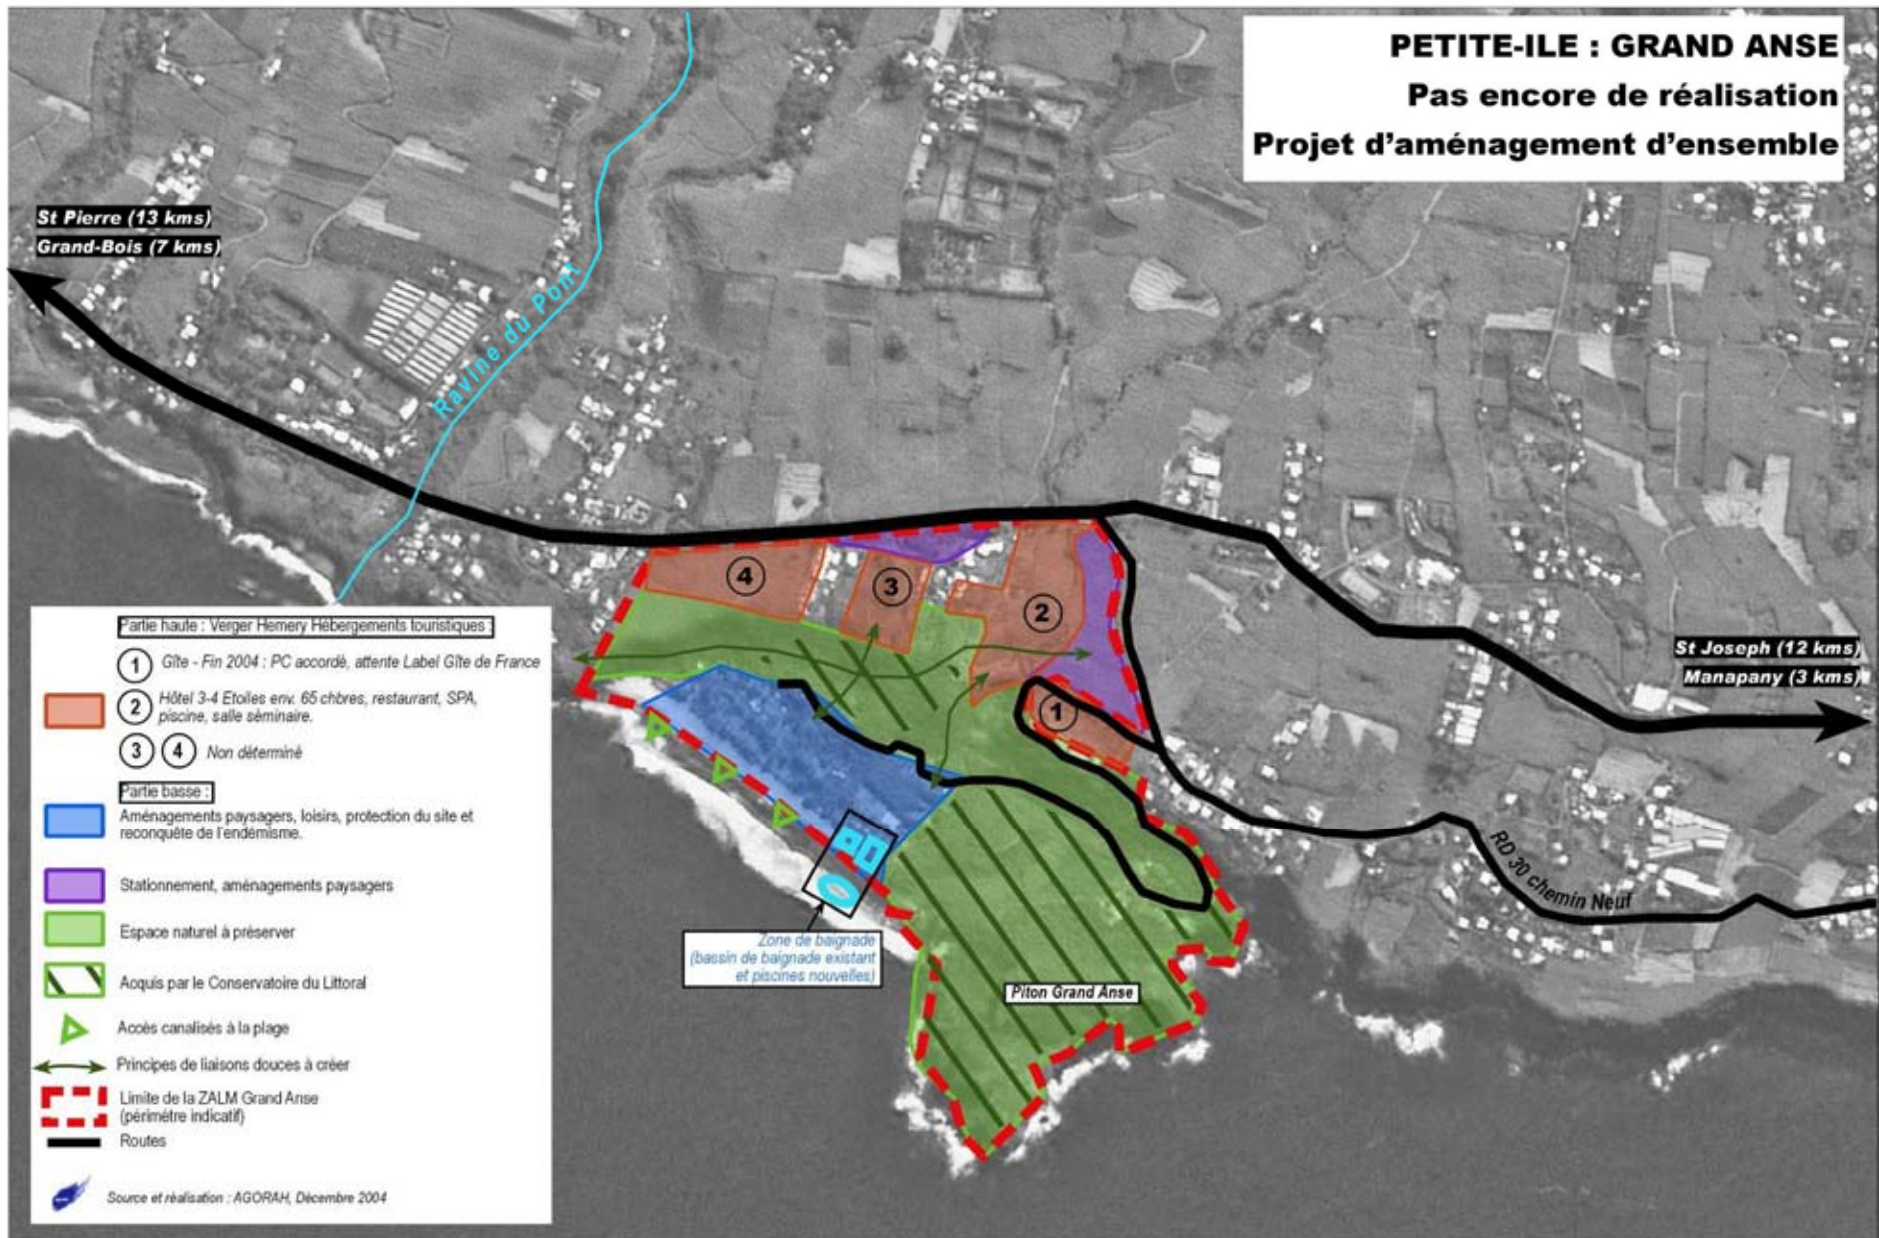 PETITE-ILE : GRAND ANSE
Pas encore de réalisation
Projet d'aménagement d'ensemble
St Pierre (13 kms)
Grand-Bois (7 kms)
Ravine du Pont
4
3
2
1
St Joseph (12 kms)
Manapany (3 kms)
RD 30 chemin Neuf
Zone de baignade
(bassin de baignade existant
et piscines nouvelles)
Piton Grand Anse
Partie haute : Verger Hemery Hébergements touristiques :
1 Gîte - Fin 2004 : PC accordé, attente Label Gîte de France
2 Hôtel 3-4 Etoiles env. 65 chbres, restaurant, SPA,
piscine, salle séminaire.
3 4 Non déterminé
Partie basse :
Aménagements paysagers, loisirs, protection du site et
reconquête de l'endémisme.
Stationnement, aménagements paysagers
Espace naturel à préserver
Acquis par le Conservatoire du Littoral
Accès canalisés à la plage
Principes de liaisons douces à créer
Limite de la ZALM Grand Anse
(périmètre indicatif)
Routes
Source et réalisation : AGORAH, Décembre 2004